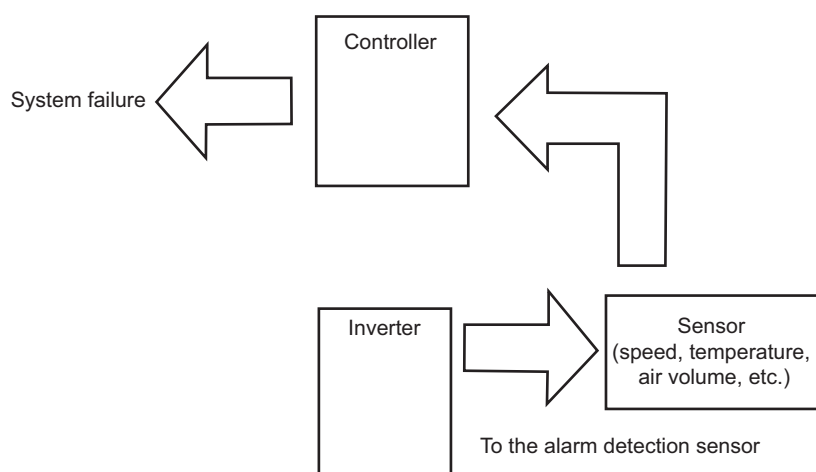 Controller
System failure
Inverter
Sensor
(speed, temperature,
air volume, etc.)
To the alarm detection sensor